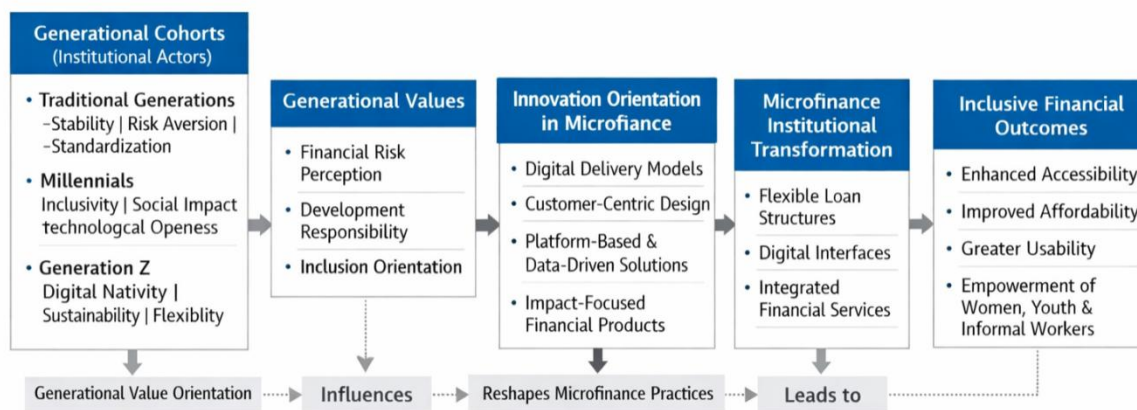 Generational Cohorts
(Institutional Actors)
• Traditional Generations
-Stability | Risk Aversion |
-Standardization
• Millennials
Inclusivity | Social Impact
technologcal Openess
• Generation Z
Digital Nativity |
Sustainability | Flexiblity
Generational Values
• Financial Risk
Perception
• Development
Responsibility
• Inclusion Orientation
Innovation Orientation
in Microfiance
• Digital Delivery Models
• Customer-Centric Design
• Platform-Based &
Data-Driven Solutions
• Impact-Focused
Financial Products
Microfinance
Institutional
Transformation
• Flexible Loan
Structures
• Digital Interfaces
• Integrated
Financial Services
Inclusive Financial
Outcomes
• Enhanced Accessibility
• Improved Affordability
• Greater Usability
• Empowerment of
Women, Youth &
Informal Workers
Generational Value Orientation
Influences
Reshapes Microfinance Practices
Leads to